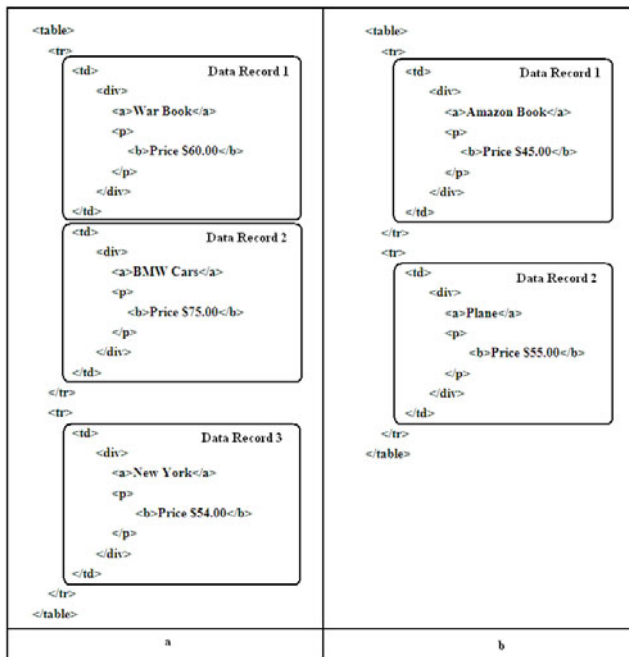 <table>
<tr>
<td> Data Record 1
<div>
<a>War Book</a>
<p>
<b>Price $60.00</b>
</p>
</div>
</td>
<td> Data Record 2
<div>
<a>BMW Cars</a>
<p>
<b>Price $75.00</b>
</p>
</div>
</td>
</tr>
<tr>
<td> Data Record 3
<div>
<a>New York</a>
<p>
<b>Price $54.00</b>
</p>
</div>
</td>
</tr>
</table>
a
<table>
<tr>
<td> Data Record 1
<div>
<a>Amazon Book</a>
<p>
<b>Price $45.00</b>
</p>
</div>
</td>
</tr>
<tr>
<td> Data Record 2
<div>
<a>Plane</a>
<p>
<b>Price $55.00</b>
</p>
</div>
</td>
</tr>
</table>
b